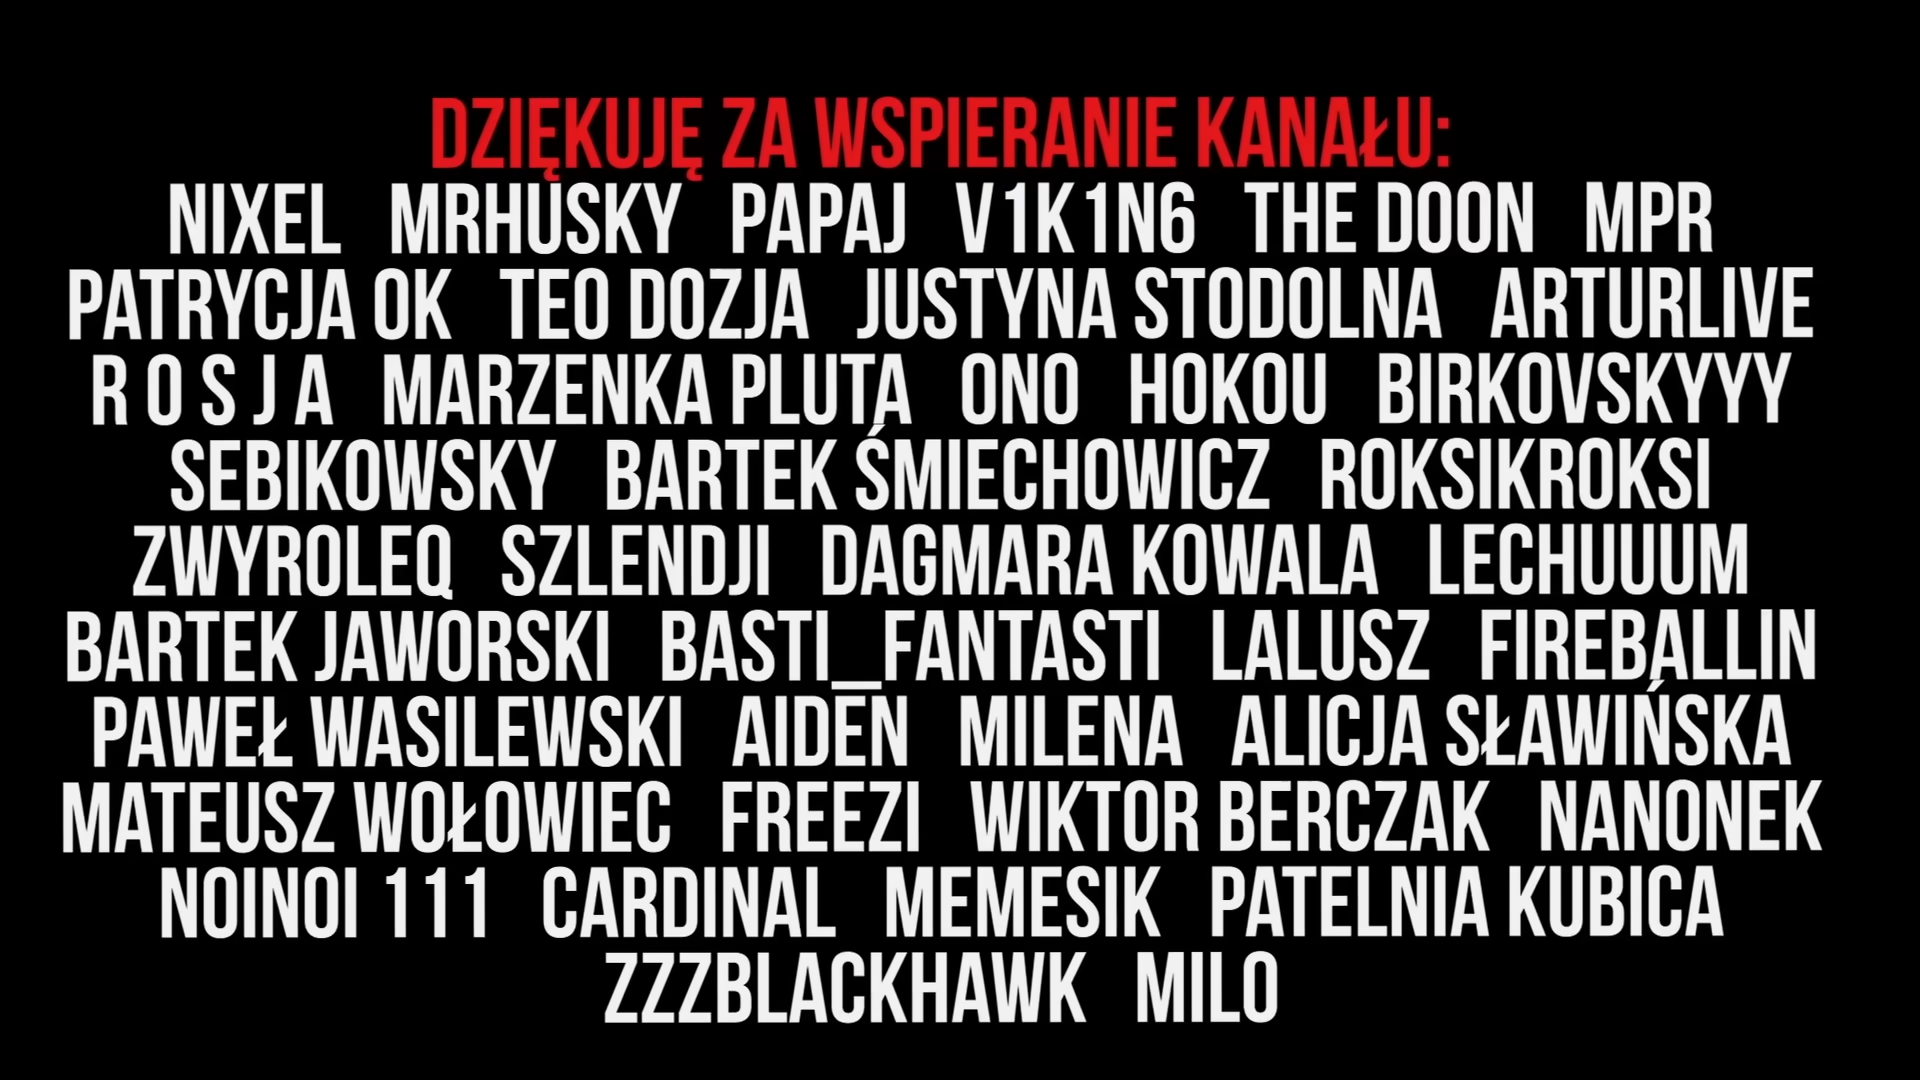 DZIĘKUJĘ ZA WSPIERANIE KANAŁU:
NIXEL MRHUSKY PAPAJ V1K1N6 THE DOON MPR
PATRYCJA OK TEO DOZJA JUSTYNA STODOLNA ARTURLIVE
R O S J A MARZENKA PLUTA ONO HOKOU BIRKOVSKYYY
SEBIKOWSKY BARTEK ŚMIECHOWICZ ROKSIKROKSI
ZWYROLEQ SZLENDJI DAGMARA KOWALA LECHUUUM
BARTEK JAWORSKI BASTI_FANTASTI LALUSZ FIREBALLIN
PAWEŁ WASILEWSKI AIDEN MILENA ALICJA SŁAWIŃSKA
MATEUSZ WOŁOWIEC FREEZI WIKTOR BERCZAK NANONEK
NOINOI 111 CARDINAL MEMESIK PATELNIA KUBICA
ZZZBLACKHAWK MILO